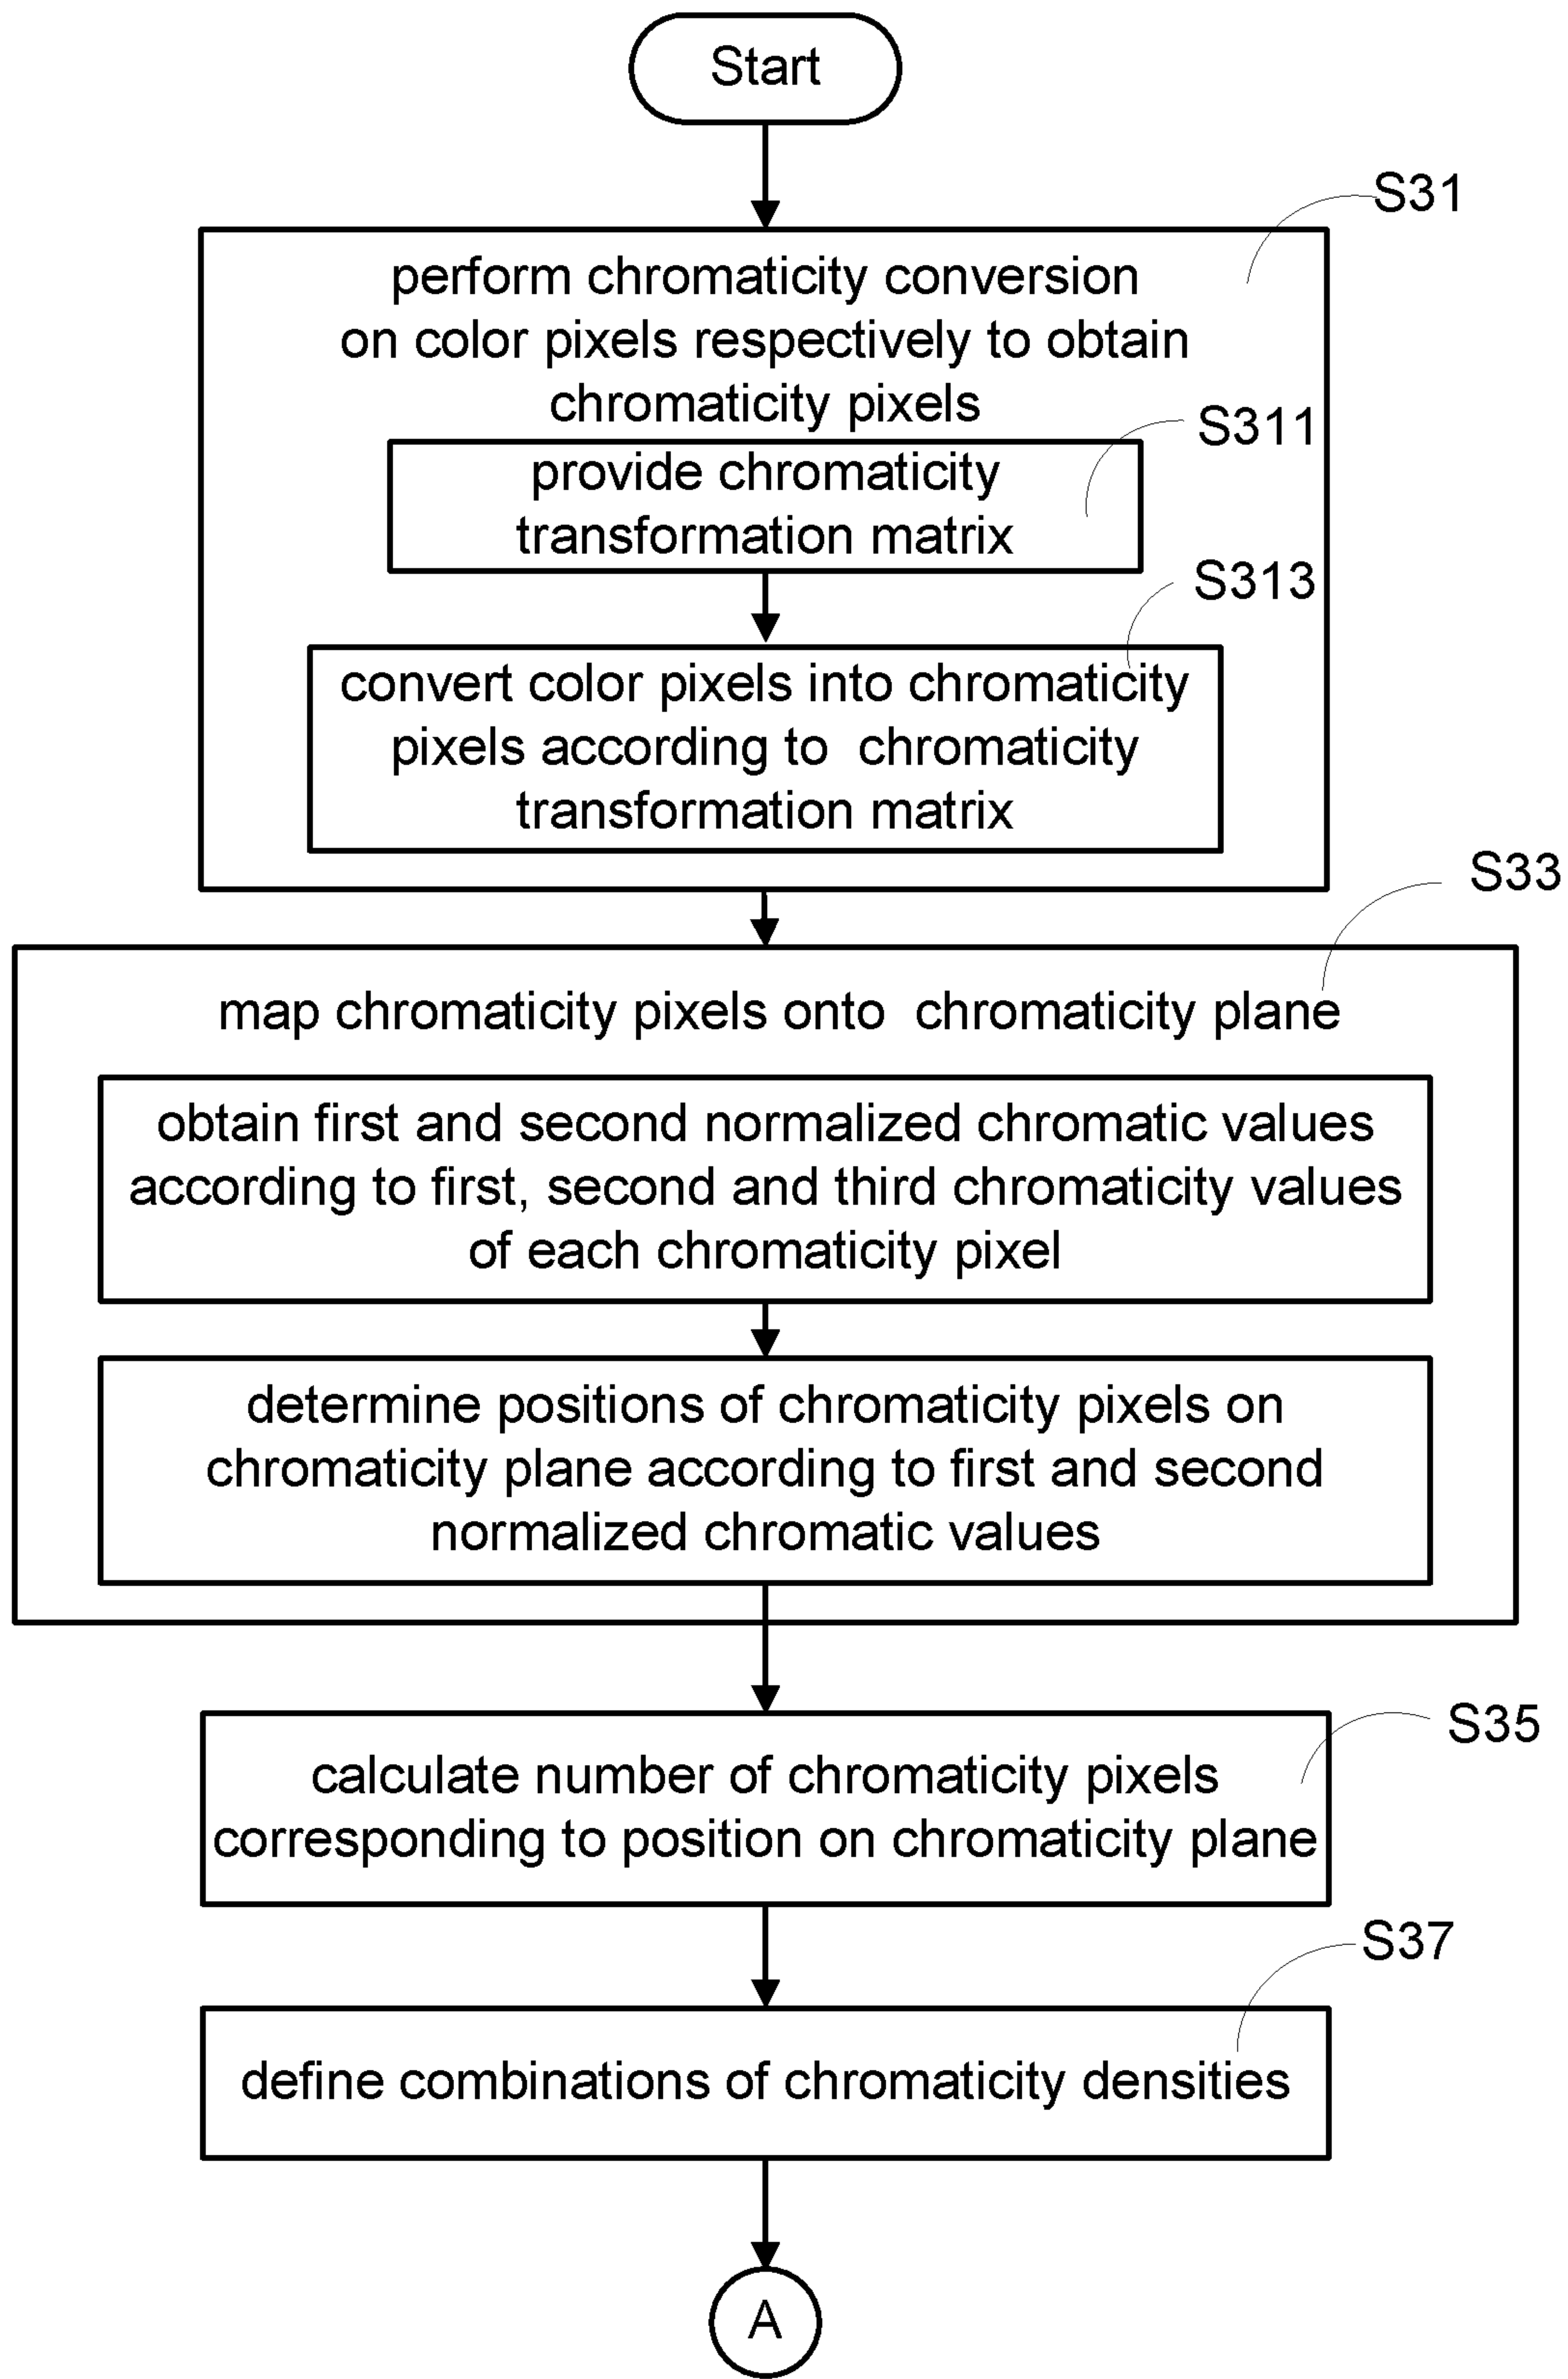 Start
S31
perform chromaticity conversion
on color pixels respectively to obtain
chromaticity pixels
S311
provide chromaticity
transformation matrix
S313
convert color pixels into chromaticity
pixels according to  chromaticity
transformation matrix
S33
map chromaticity pixels onto  chromaticity plane
obtain first and second normalized chromatic values
according to first, second and third chromaticity values
of each chromaticity pixel
determine positions of chromaticity pixels on
chromaticity plane according to first and second
normalized chromatic values
S35
calculate number of chromaticity pixels
corresponding to position on chromaticity plane
S37
define combinations of chromaticity densities
A